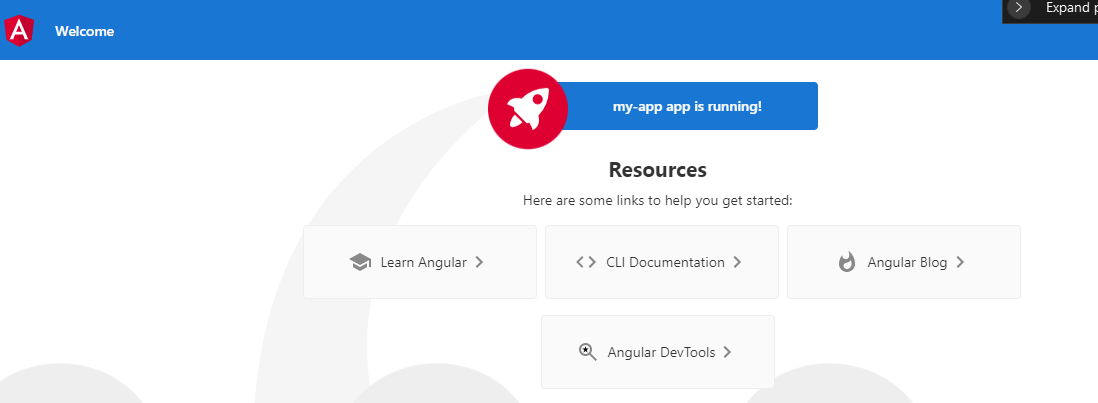 Expand p
Welcome
my-app app is running!
Resources
Here are some links to help you get started:
Learn Angular
CLI Documentation
Angular Blog
Angular DevTools